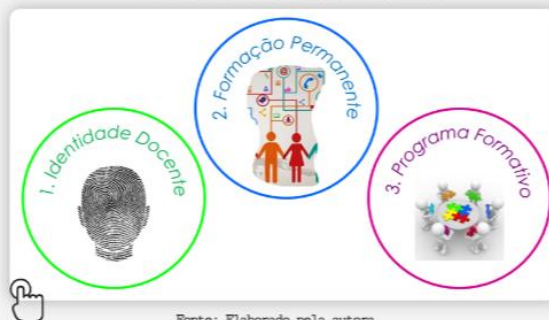 1. Identidade Docente
2. Formação Permanente
3. Programa Formativo
Fonte: Elaborado pela autora